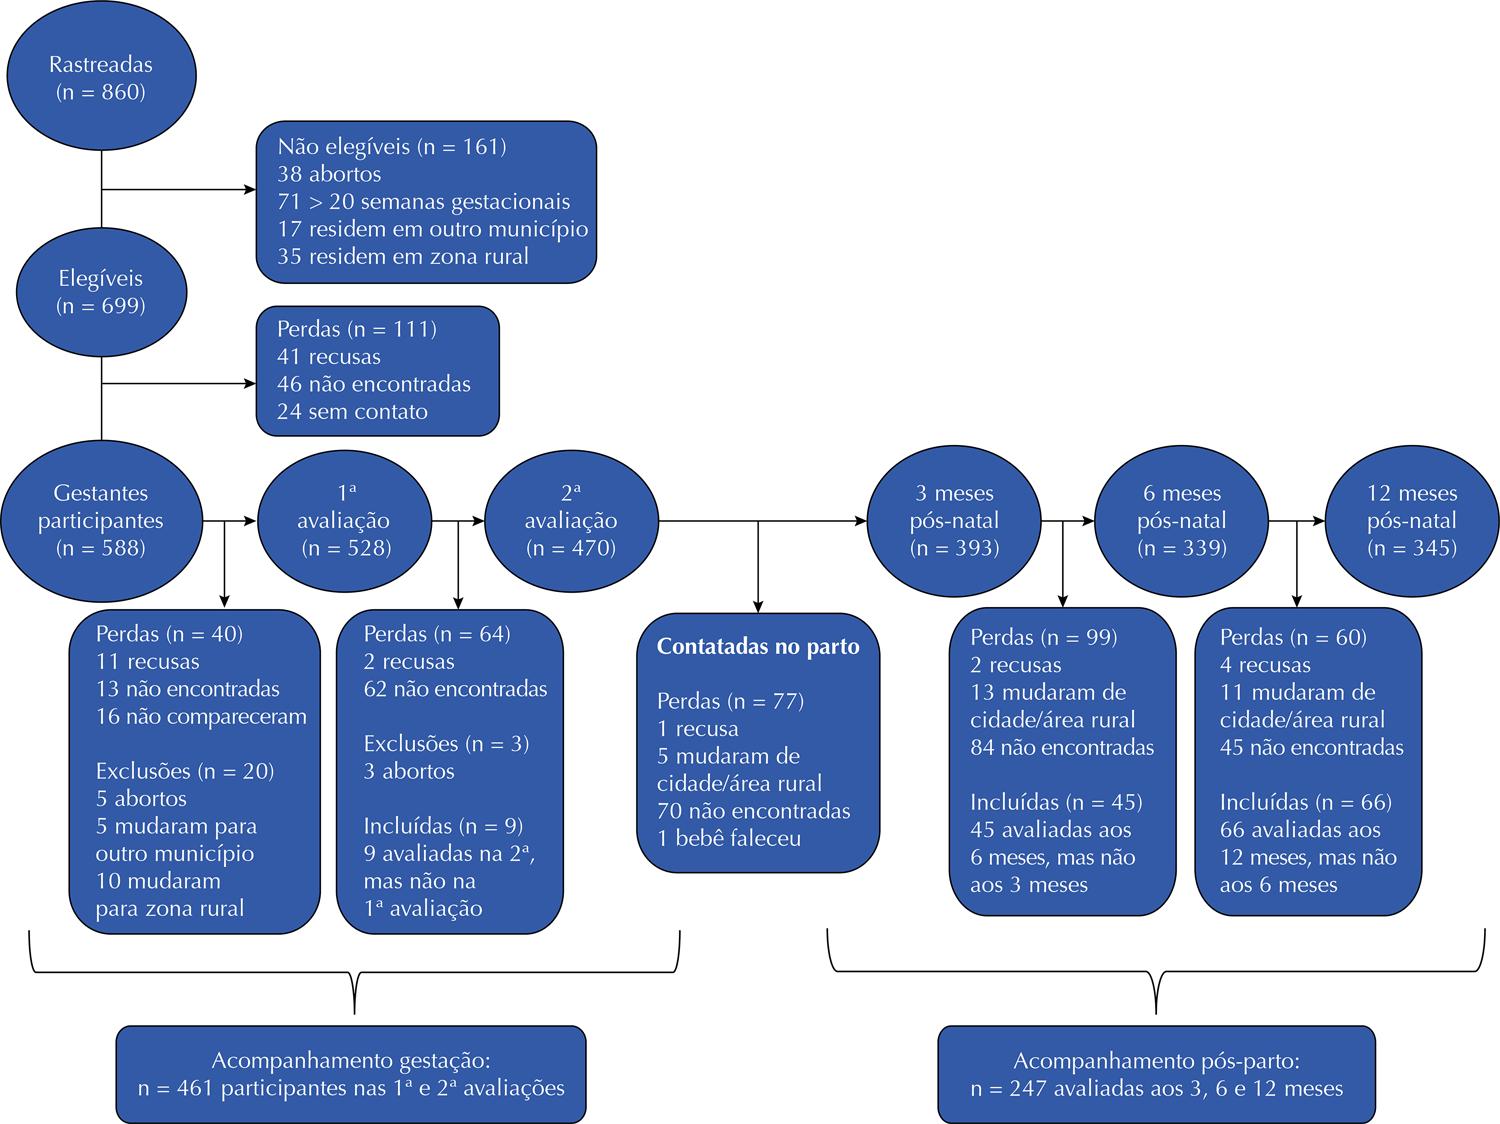 Rastreadas
(n = 860)
Não elegíveis (n = 161)
38 abortos
71 > 20 semanas gestacionais
17 residem em outro município
35 residem em zona rural
Elegíveis
(n = 699)
Perdas (n = 111)
41 recusas
46 não encontradas
24 sem contato
Gestantes
participantes
(n = 588)
1ª
avaliação
(n = 528)
2ª
avaliação
(n = 470)
3 meses
pós-natal
(n = 393)
6 meses
pós-natal
(n = 339)
12 meses
pós-natal
(n = 345)
Perdas (n = 40)
11 recusas
13 não encontradas
16 não compareceram
Exclusões (n = 20)
5 abortos
5 mudaram para
outro município
10 mudaram
para zona rural
Perdas (n = 64)
2 recusas
62 não encontradas
Exclusões (n = 3)
3 abortos
Incluídas (n = 9)
9 avaliadas na 2ª,
mas não na
1ª avaliação
Contatadas no parto
Perdas (n = 77)
1 recusa
5 mudaram de
cidade/área rural
70 não encontradas
1 bebê faleceu
Perdas (n = 99)
2 recusas
13 mudaram de
cidade/área rural
84 não encontradas
Incluídas (n = 45)
45 avaliadas aos
6 meses, mas não
aos 3 meses
Perdas (n = 60)
4 recusas
11 mudaram de
cidade/área rural
45 não encontradas
Incluídas (n = 66)
66 avaliadas aos
12 meses, mas não
aos 6 meses
Acompanhamento gestação:
n = 461 participantes nas 1ª e 2ª avaliações
Acompanhamento pós-parto:
n = 247 avaliadas aos 3, 6 e 12 meses